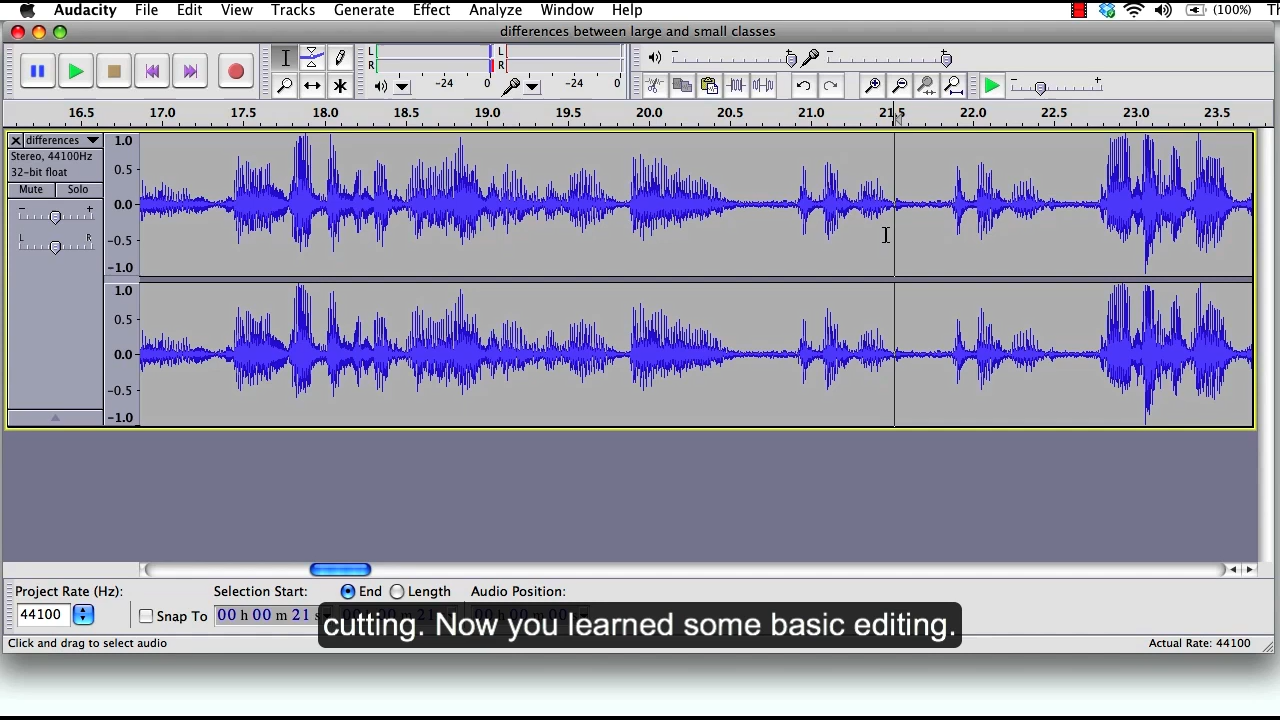 Audacity File Edit View Tracks Generate Effect Analyze Window Help (100%) Th
differences between large and small classes
L R -24 0 L R -24 0
16.5 17.0 17.5 18.0 18.5 19.0 19.5 20.0 20.5 21.0 21.5 22.0 22.5 23.0 23.5
differences
Stereo, 44100Hz
32-bit float
Mute Solo
- +
L R
1.0
0.5
0.0
-0.5
-1.0
1.0
0.5
0.0
-0.5
-1.0
Project Rate (Hz): Selection Start: End Length Audio Position:
44100 Snap To 00 h 00 m 21 s
cutting. Now you learned some basic editing.
Click and drag to select audio Actual Rate: 44100